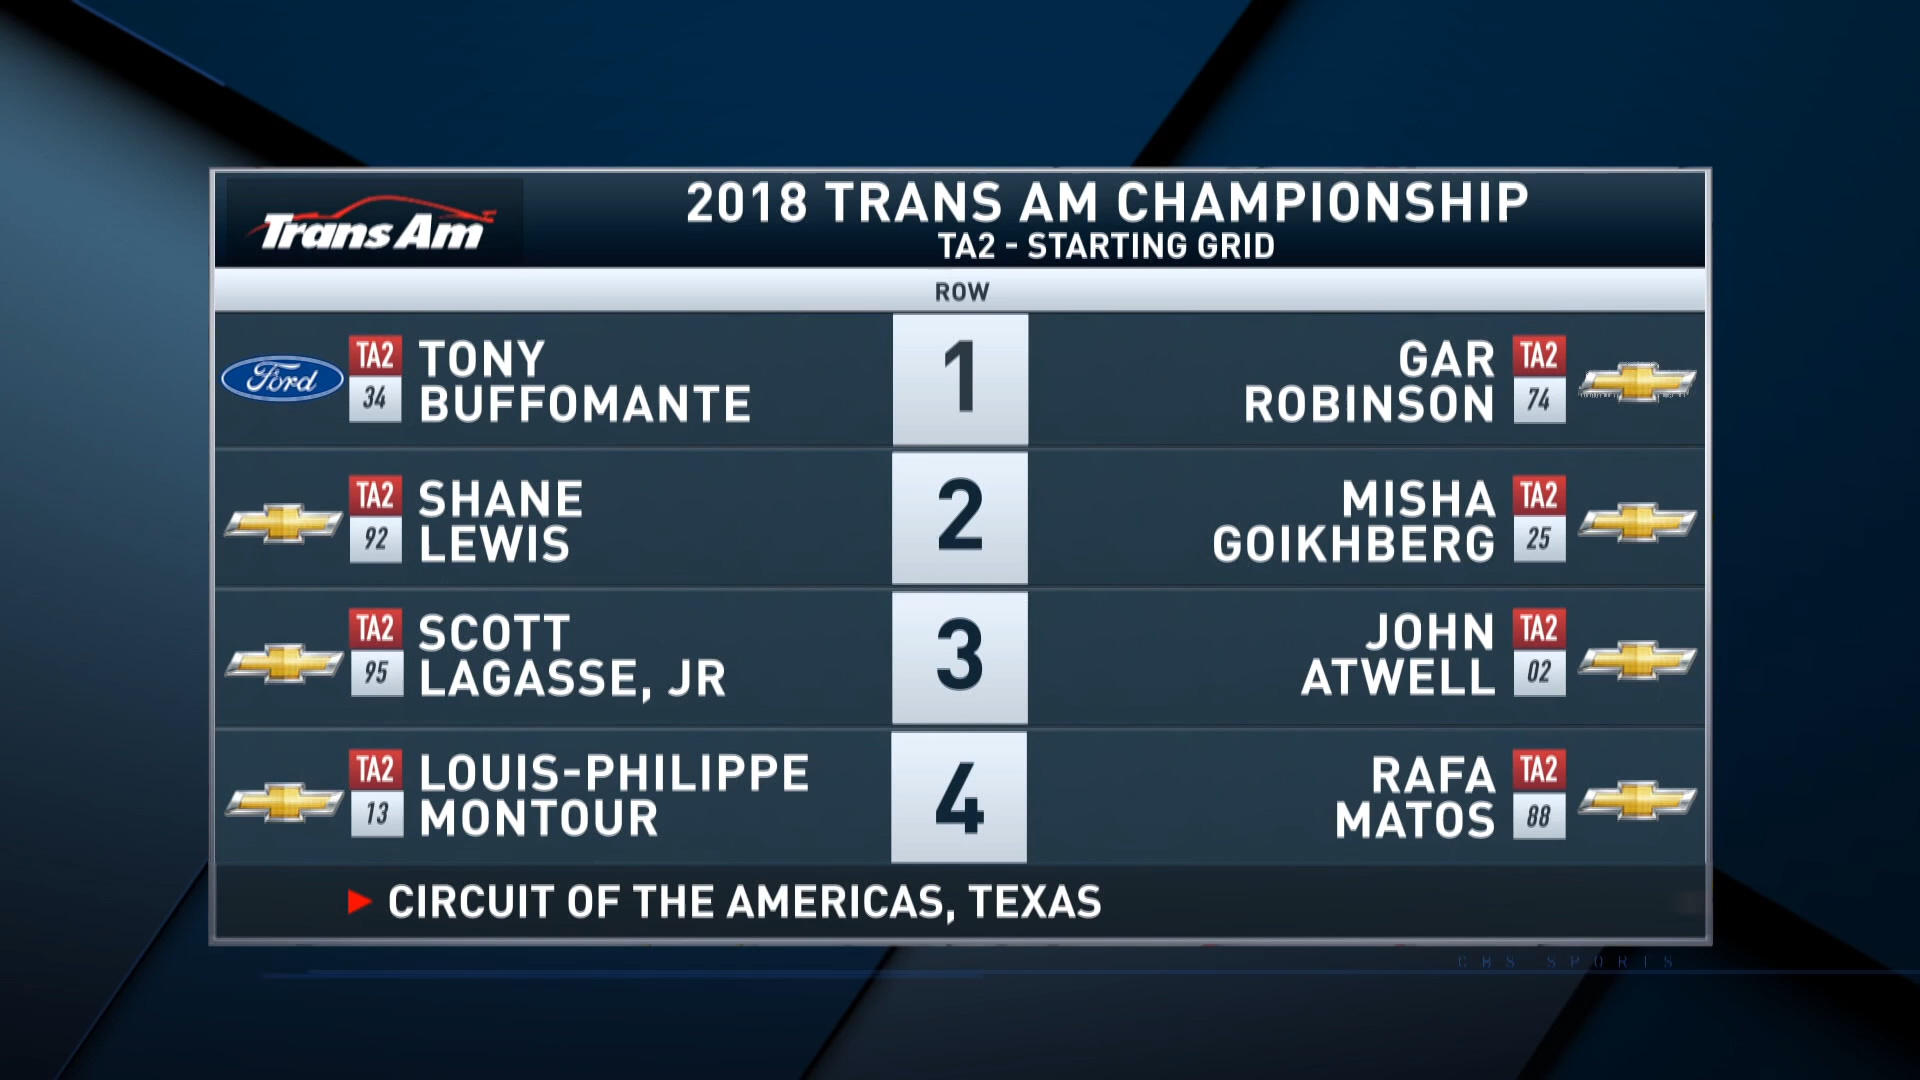 Trans Am
2018 TRANS AM CHAMPIONSHIP
TA2 - STARTING GRID
ROW
Ford
TA2
34
TONY
BUFFOMANTE
1
GAR
ROBINSON
TA2
74
TA2
92
SHANE
LEWIS
2
MISHA
GOIKHBERG
TA2
25
TA2
95
SCOTT
LAGASSE, JR
3
JOHN
ATWELL
TA2
02
TA2
13
LOUIS-PHILIPPE
MONTOUR
4
RAFA
MATOS
TA2
88
CIRCUIT OF THE AMERICAS, TEXAS
CBS SPORTS